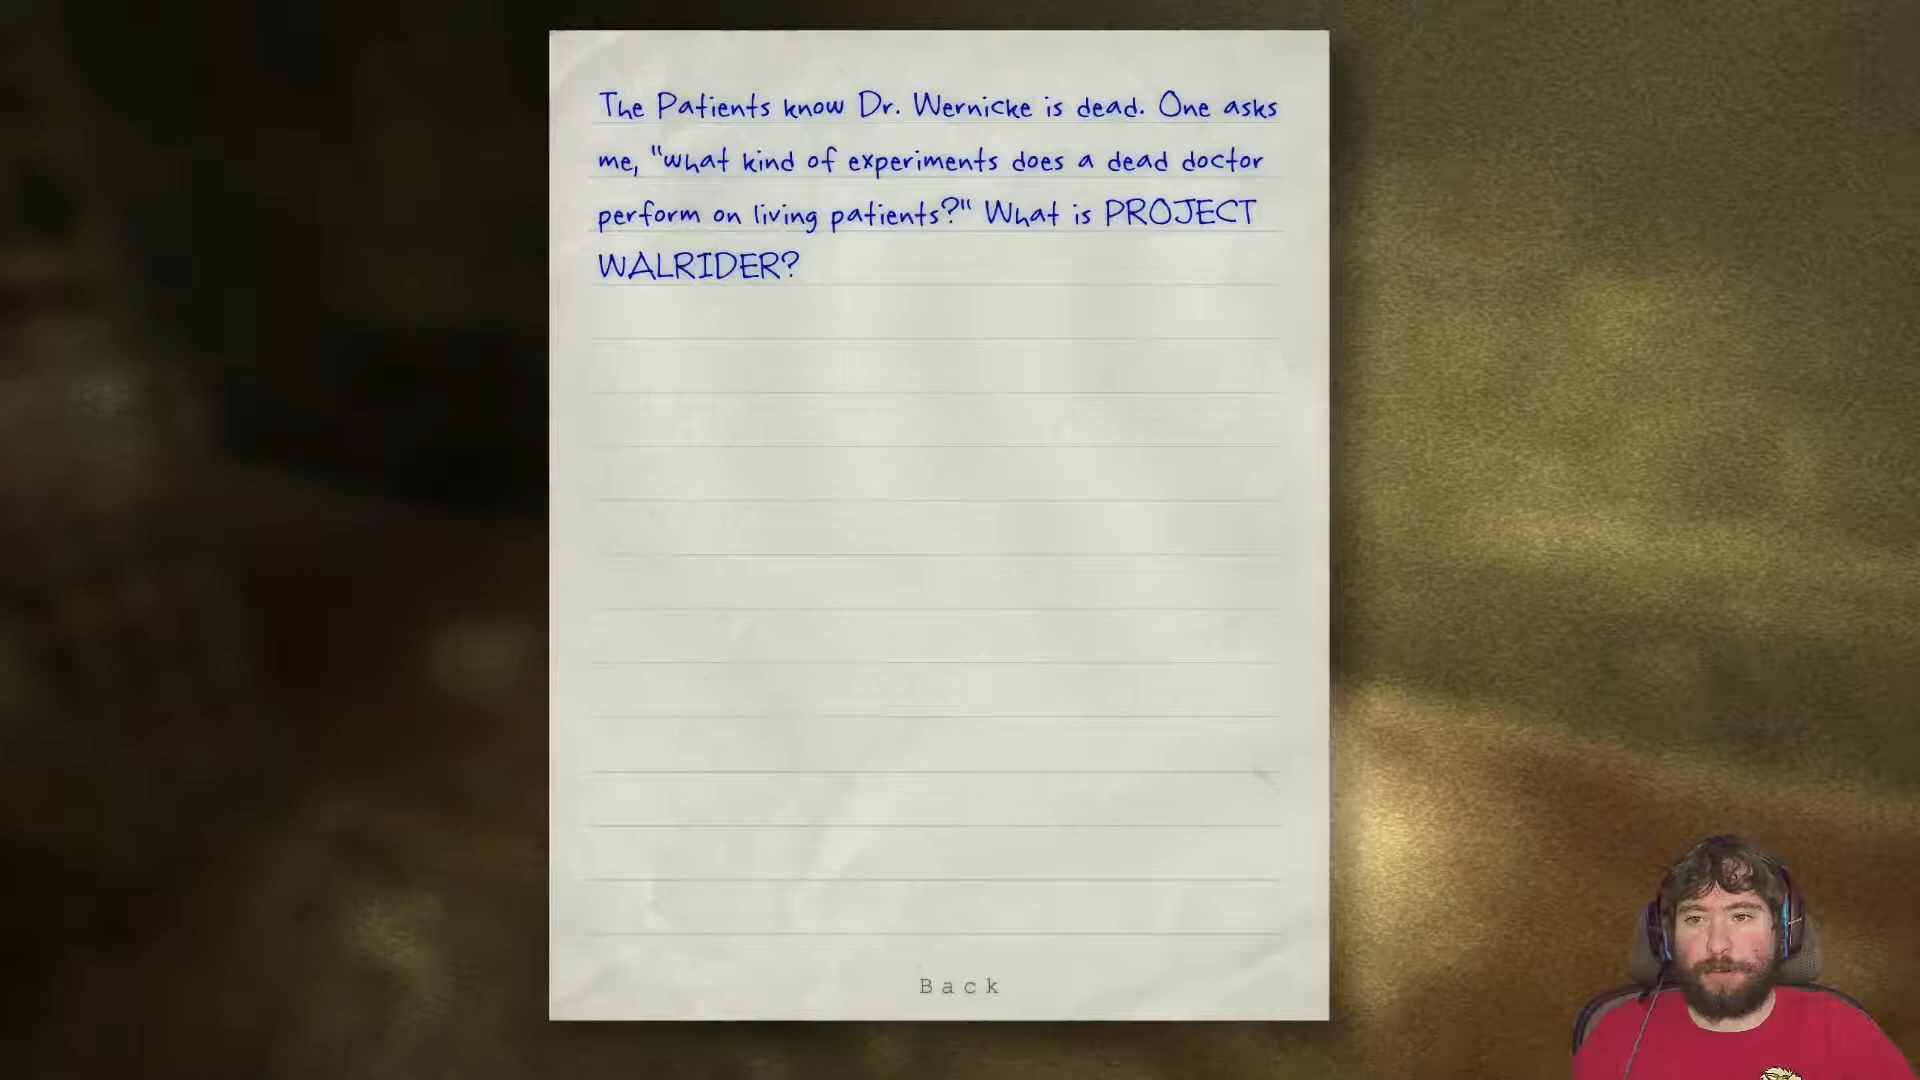 The Patients know Dr. Wernicke is dead. One asks
me, "what kind of experiments does a dead doctor
perform on living patients?" What is PROJECT
WALRIDER?
Back